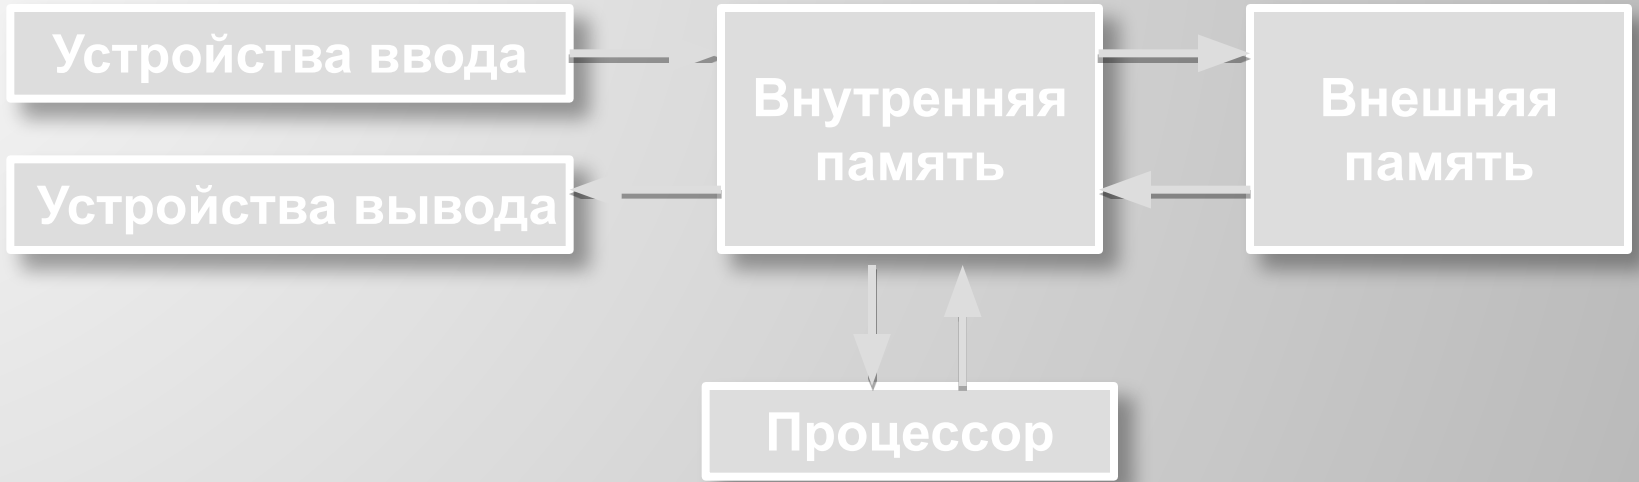 Устройства ввода
Внутренняя
память
Внешняя
память
Устройства вывода
Процессор